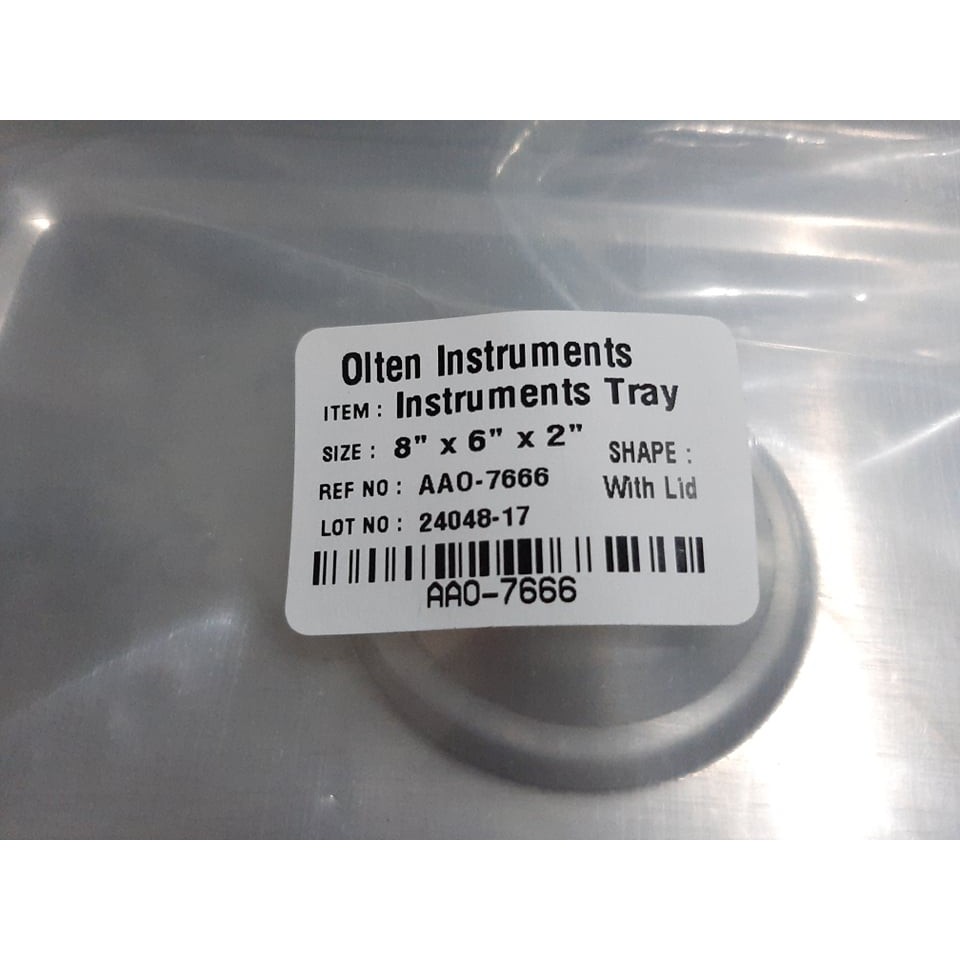 Olten Instruments
ITEM : Instruments Tray
SIZE : 8" x 6" x 2"
SHAPE :
REF NO : AAO-7666
With Lid
LOT NO : 24048-17
AAO-7666